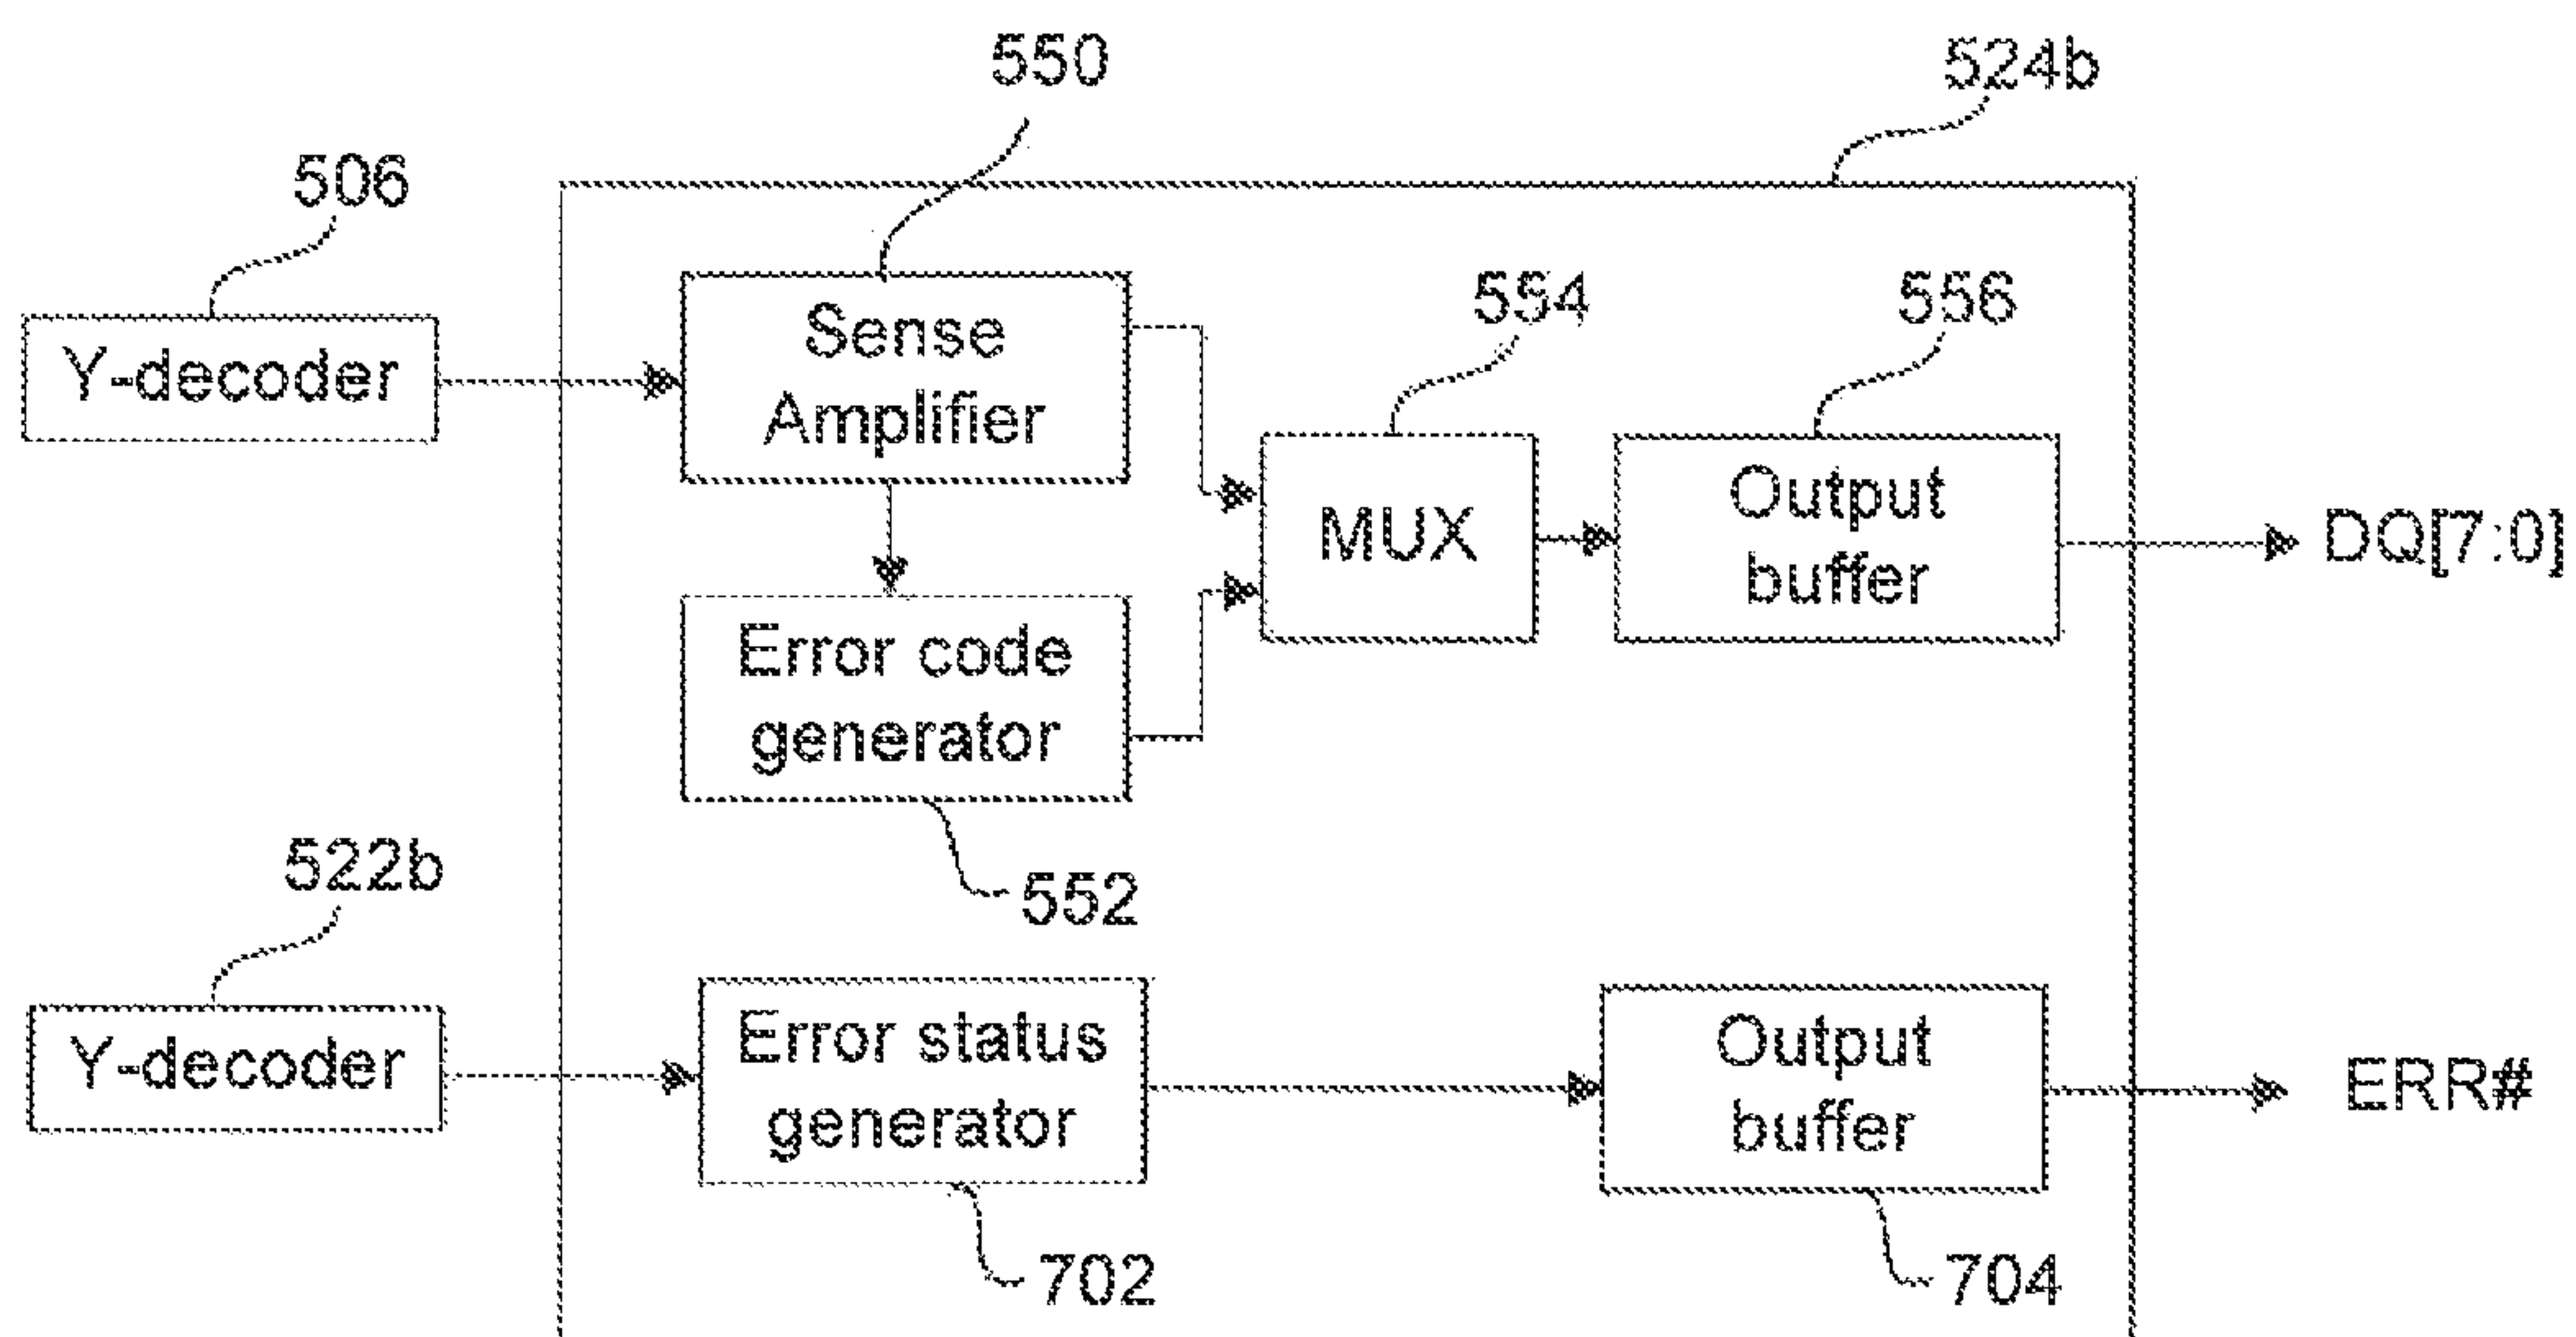 550
524b
506
Sense
Amplifier
554
556
Y-decoder
Output
buffer
MUX
DQ[7:0]
Error code
generator
522b
552
Error status
generator
Output
buffer
Y-decoder
ERR#
702
704